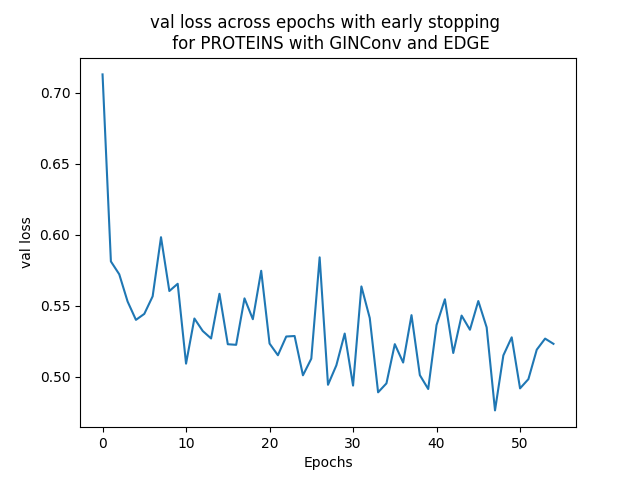 val loss across epochs with early stopping
for PROTEINS with GINConv and EDGE
0.70
0.65
0.60
0.55
0.50
val loss
0 10 20 30 40 50
Epochs